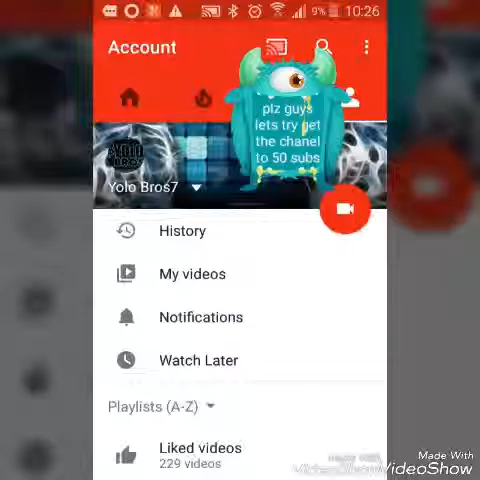 9% 10:26
Account
plz guys
lets try get
the chanel
to 50 subs
Yolo Bros7
History
My videos
Notifications
Watch Later
Playlists (A-Z)
Liked videos
229 videos
Made With
VideoShow